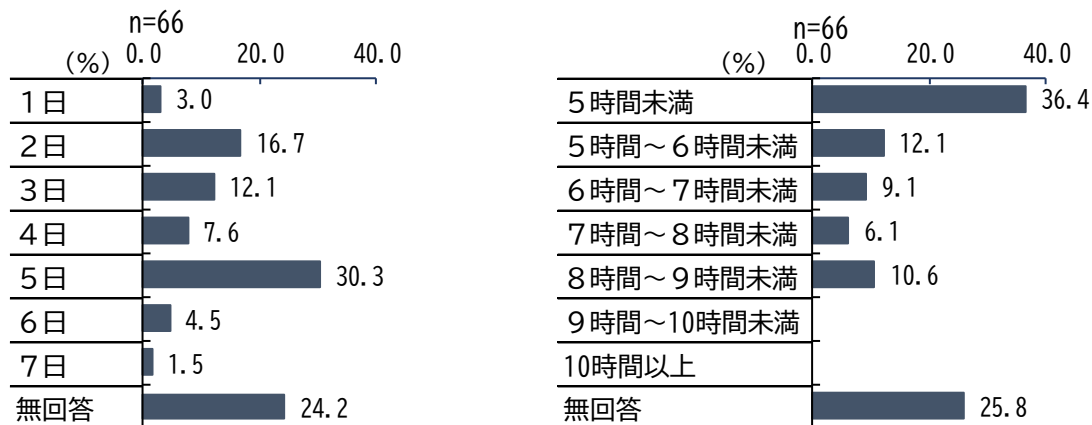 n=66
(%) 0.0 20.0 40.0
１日 3.0
２日 16.7
３日 12.1
４日 7.6
５日 30.3
６日 4.5
７日 1.5
無回答 24.2
n=66
(%) 0.0 20.0 40.0
５時間未満 36.4
５時間～６時間未満 12.1
６時間～７時間未満 9.1
７時間～８時間未満 6.1
８時間～９時間未満 10.6
９時間～10時間未満
10時間以上
無回答 25.8